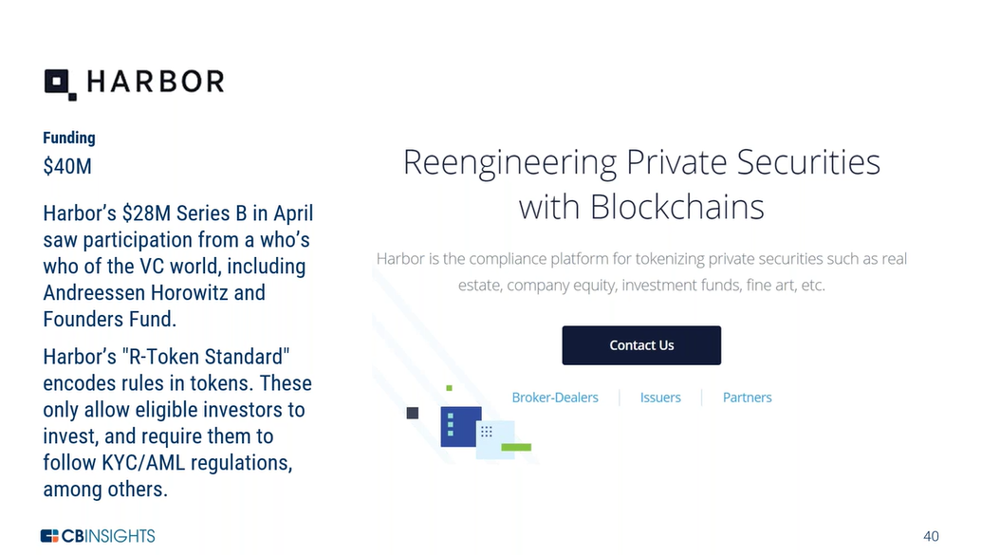 HARBOR
Funding
$40M
Harbor’s $28M Series B in April
saw participation from a who’s
who of the VC world, including
Andreessen Horowitz and
Founders Fund.
Harbor’s "R-Token Standard"
encodes rules in tokens. These
only allow eligible investors to
invest, and require them to
follow KYC/AML regulations,
among others.
Reengineering Private Securities
with Blockchains
Harbor is the compliance platform for tokenizing private securities such as real
estate, company equity, investment funds, fine art, etc.
Contact Us
Broker-Dealers Issuers Partners
CBINSIGHTS
40